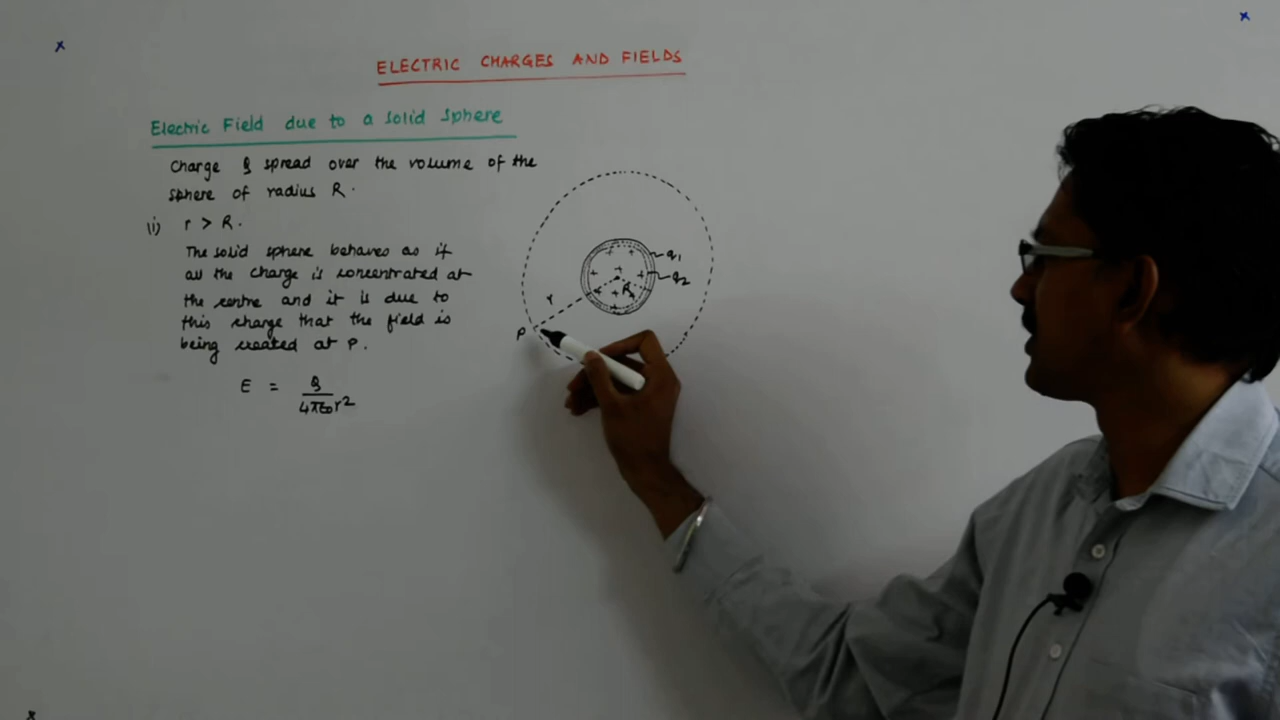 ELECTRIC CHARGES AND FIELDS
Electric Field due to a solid sphere
Charge Q spread over the volume of the
sphere of radius R.
(i) r > R.
The solid sphere behaves as if
all the charge is concentrated at
the centre and it is due to
this charge that the field is
being created at P.
E = Q / 4πε0r²
q1
q2
R
r
P